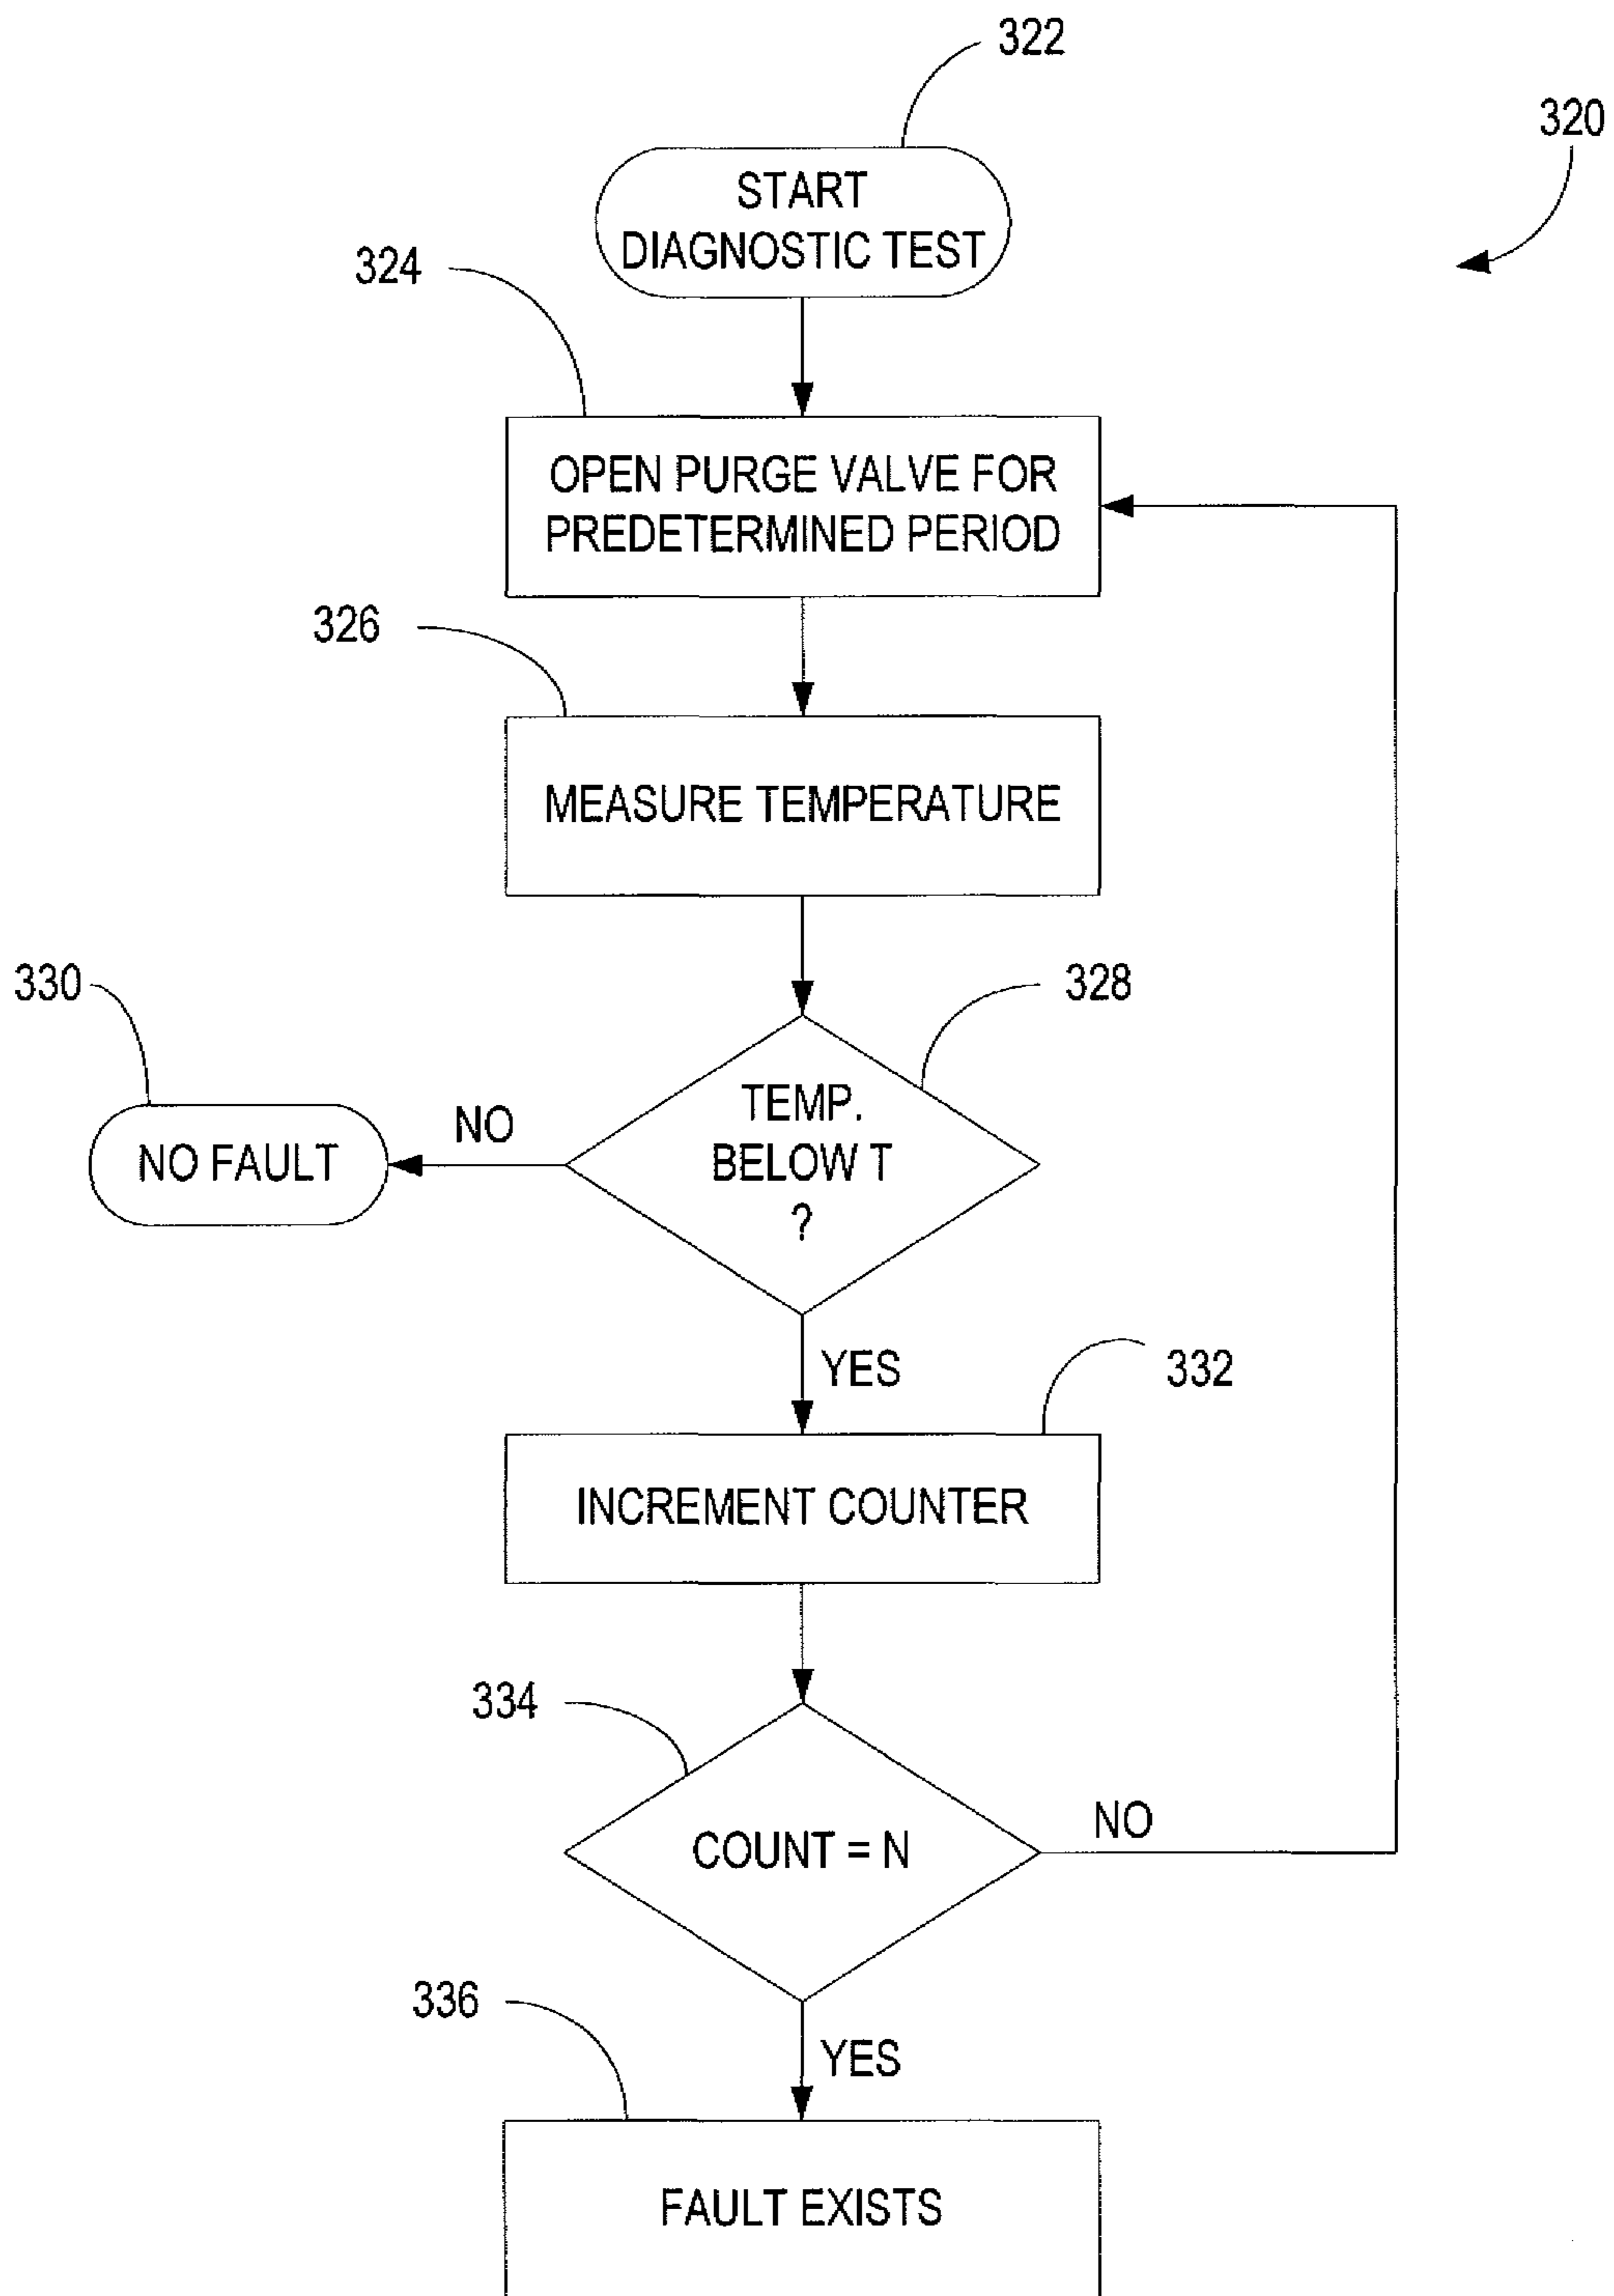 322
320
START
DIAGNOSTIC TEST
324
OPEN PURGE VALVE FOR
PREDETERMINED PERIOD
326
MEASURE TEMPERATURE
330
328
TEMP.
BELOW T
?
NO
NO FAULT
YES
332
INCREMENT COUNTER
334
COUNT = N
NO
336
YES
FAULT EXISTS